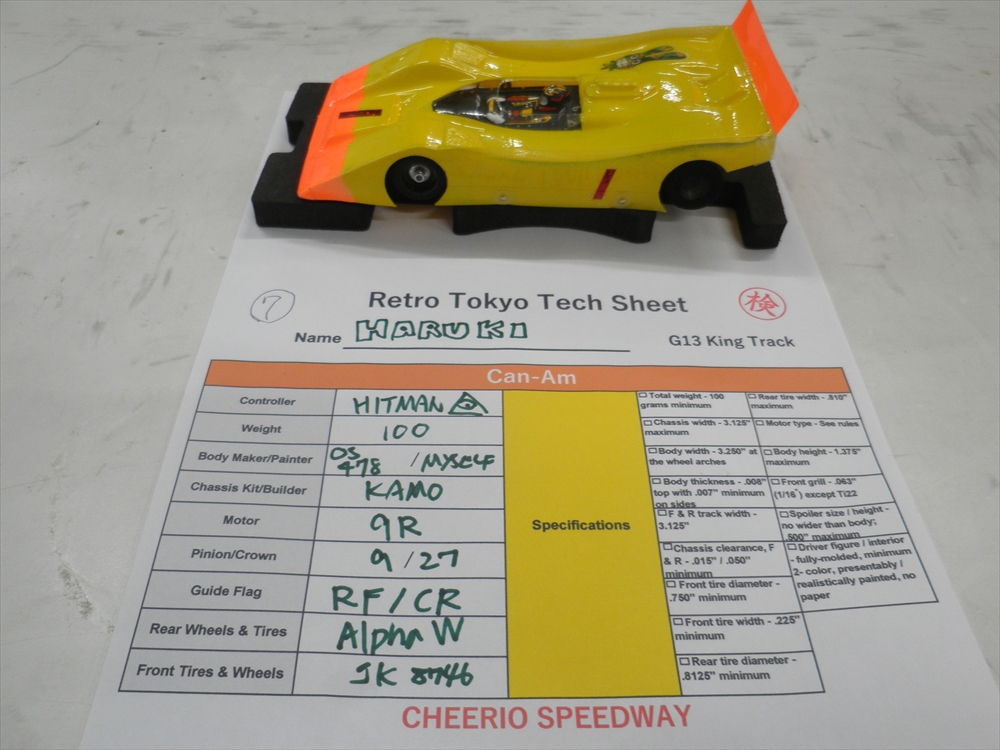 ⑦ Retro Tokyo Tech Sheet 検
Name HARUKI G13 King Track
Can-Am
Controller HITMAN
Weight 100
Body Maker/Painter OS 478 / MYSELF
Chassis Kit/Builder KAMO
Motor 9R
Pinion/Crown 9/27
Guide Flag RF/CR
Rear Wheels & Tires Alpha W
Front Tires & Wheels JK 8746
Specifications
☐ Total weight - 100 grams minimum
☐ Rear tire width - .810" maximum
☐ Chassis width - 3.125" maximum
☐ Motor type - See rules
☐ Body width - 3.250" at the wheel arches
☐ Body height - 1.375" maximum
☐ Body thickness - .008" top with .007" minimum on sides
☐ Front grill - .063" (1/16") except Ti22
☐ F & R track width - 3.125"
☐ Spoiler size / height - no wider than body; .500" maximum
☐ Chassis clearance, F & R - .015" / .050" minimum
☐ Driver figure / interior - fully-molded, minimum 2- color, presentably / realistically painted, no paper
☐ Front tire diameter - .750" minimum
☐ Front tire width - .225" minimum
☐ Rear tire diameter - .8125" minimum
CHEERIO SPEEDWAY